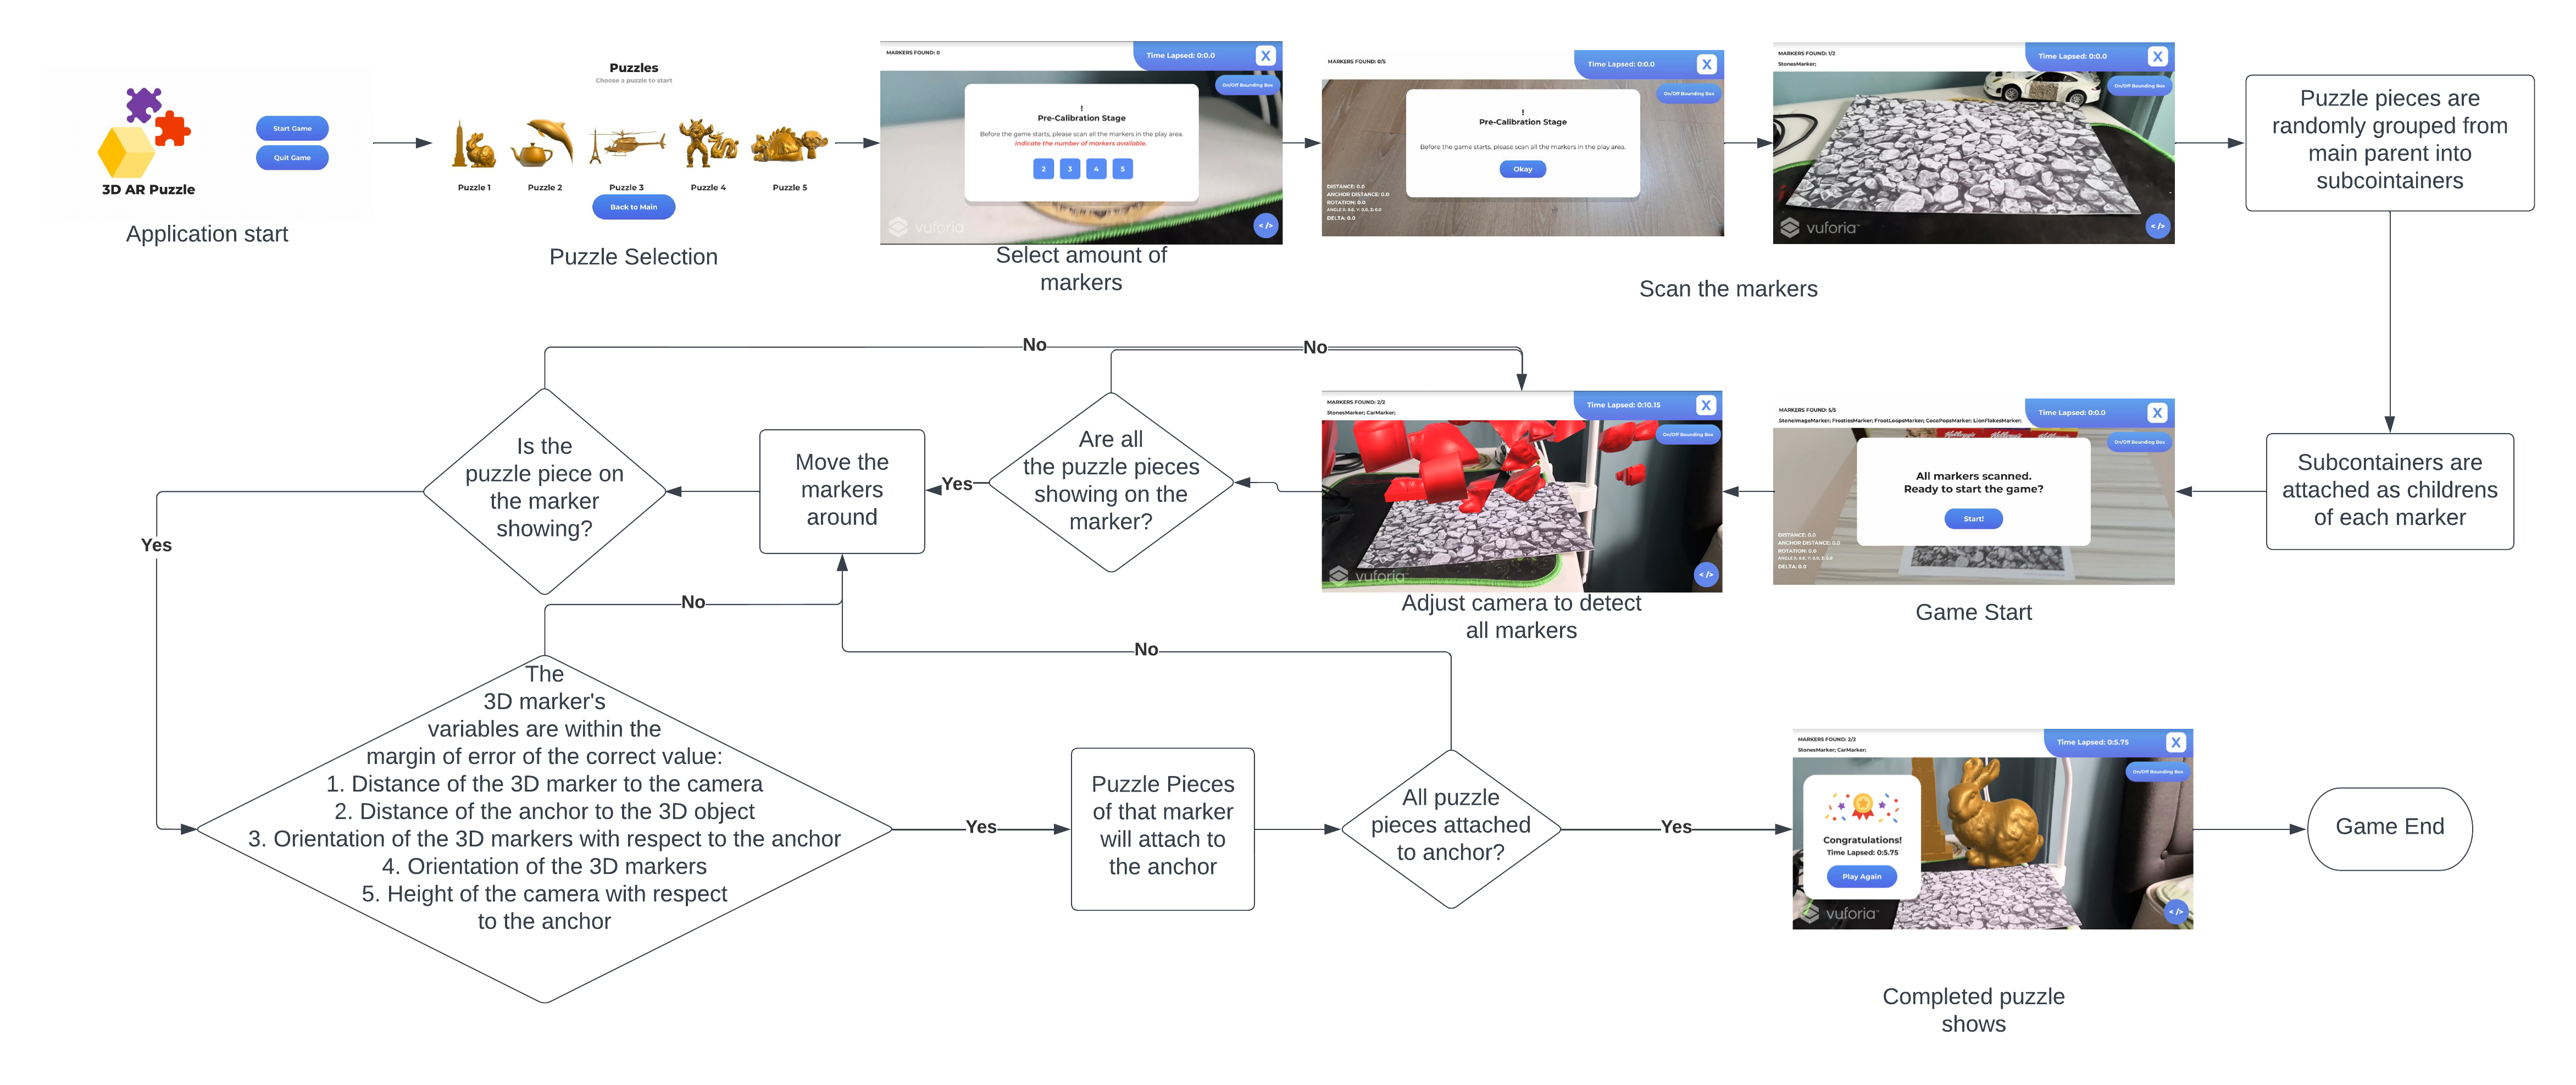 3D AR Puzzle
Start Game
Quit Game
Application start
Puzzles
Choose a puzzle to start
Puzzle 1
Puzzle 2
Puzzle 3
Puzzle 4
Puzzle 5
Back to Main
Puzzle Selection
MARKERS FOUND: 0
Time Lapsed: 0:0.0
X
On/Off Bounding Box
!
Pre-Calibration Stage
Before the game starts, please scan all the markers in the play area.
Indicate the number of markers available.
2
3
4
5
vuforia™
< />
Select amount of
markers
MARKERS FOUND: 0/5
Time Lapsed: 0:0.0
X
On/Off Bounding Box
!
Pre-Calibration Stage
Before the game starts, please scan all the markers in the play area.
Okay
DISTANCE: 0.0
ANCHOR DISTANCE: 0.0
ROTATION: 0.0
ANGLE X: 0.0, Y: 0.0, Z: 0.0
DELTA: 0.0
MARKERS FOUND: 1/2
StonesMarker;
Time Lapsed: 0:0.0
X
On/Off Bounding Box
vuforia™
< />
Scan the markers
Puzzle pieces are
randomly grouped from
main parent into
subcointainers
Subcontainers are
attached as childrens
of each marker
MARKERS FOUND: 5/5
StoneImageMarker; FrostiesMarker; FrootLoopsMarker; CocoPopsMarker; LionFlakesMarker;
Time Lapsed: 0:0.0
X
On/Off Bounding Box
All markers scanned.
Ready to start the game?
Start!
DISTANCE: 0.0
ANCHOR DISTANCE: 0.0
ROTATION: 0.0
ANGLE X: 0.0, Y: 0.0, Z: 0.0
DELTA: 0.0
Game Start
MARKERS FOUND: 2/2
StonesMarker; CarMarker;
Time Lapsed: 0:10.15
X
On/Off Bounding Box
vuforia™
< />
Adjust camera to detect
all markers
Are all
the puzzle pieces
showing on the
marker?
No
Yes
Move the
markers
around
Is the
puzzle piece on
the marker
showing?
No
Yes
The
3D marker's
variables are within the
margin of error of the correct value:
1. Distance of the 3D marker to the camera
2. Distance of the anchor to the 3D object
3. Orientation of the 3D markers with respect to the anchor
4. Orientation of the 3D markers
5. Height of the camera with respect
to the anchor
No
Yes
Puzzle Pieces
of that marker
will attach to
the anchor
All puzzle
pieces attached
to anchor?
No
Yes
MARKERS FOUND: 2/2
StonesMarker; CarMarker;
Time Lapsed: 0:5.75
X
On/Off Bounding Box
Congratulations!
Time Lapsed: 0:5.75
Play Again
vuforia™
< />
Completed puzzle
shows
Game End